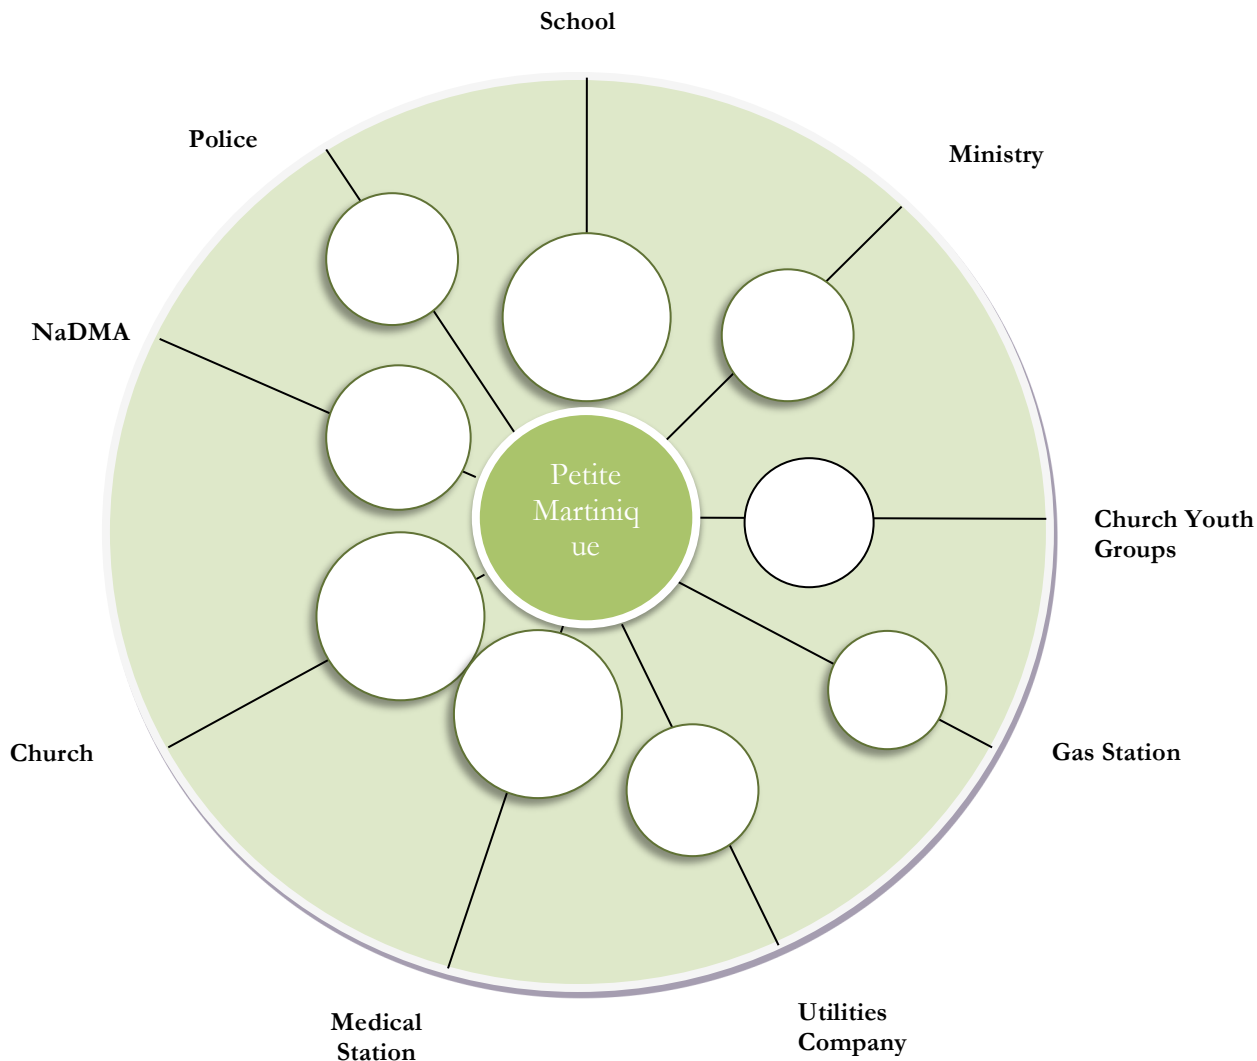 School
Police
Ministry
NaDMA
Petite
Martiniq
ue
Church Youth
Groups
Church
Gas Station
Medical
Station
Utilities
Company